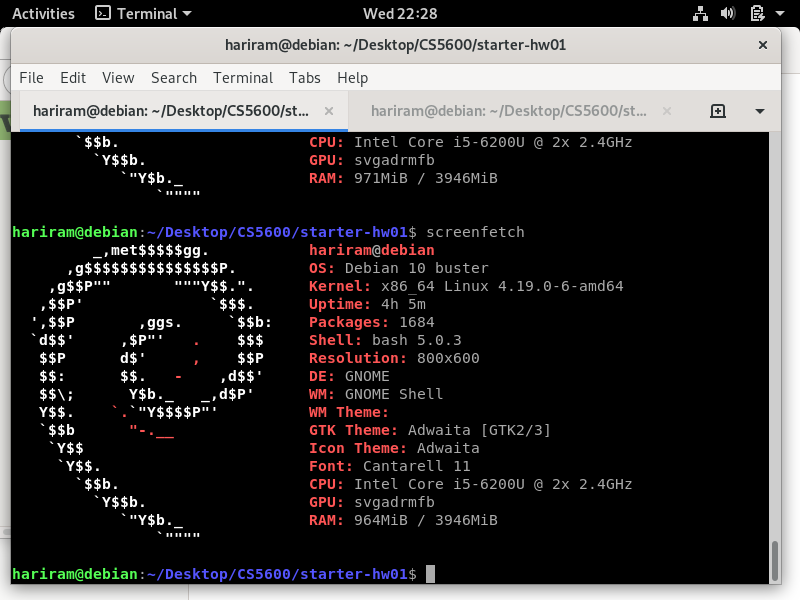 Activities Terminal Wed 22:28
hariram@debian: ~/Desktop/CS5600/starter-hw01
File Edit View Search Terminal Tabs Help
hariram@debian: ~/Desktop/CS5600/st... × hariram@debian: ~/Desktop/CS5600/st... ×
`$$b. CPU: Intel Core i5-6200U @ 2x 2.4GHz
`Y$$b. GPU: svgadrmfb
`"Y$b._ RAM: 971MiB / 3946MiB
`""""
hariram@debian:~/Desktop/CS5600/starter-hw01$ screenfetch
_,met$$$$$gg. hariram@debian
,g$$$$$$$$$$$$$$$P. OS: Debian 10 buster
,g$$P"" """Y$$.". Kernel: x86_64 Linux 4.19.0-6-amd64
,$$P' `$$$. Uptime: 4h 5m
',$$P ,ggs. `$$b: Packages: 1684
`d$$' ,$P"' . $$$ Shell: bash 5.0.3
$$P d$' , $$P Resolution: 800x600
$$: $$. - ,d$$' DE: GNOME
$$\; Y$b._ _,d$P' WM: GNOME Shell
Y$$. `.`"Y$$$$P"' WM Theme:
`$$b "-.__ GTK Theme: Adwaita [GTK2/3]
`Y$$ Icon Theme: Adwaita
`Y$$. Font: Cantarell 11
`$$b. CPU: Intel Core i5-6200U @ 2x 2.4GHz
`Y$$b. GPU: svgadrmfb
`"Y$b._ RAM: 964MiB / 3946MiB
`""""
hariram@debian:~/Desktop/CS5600/starter-hw01$